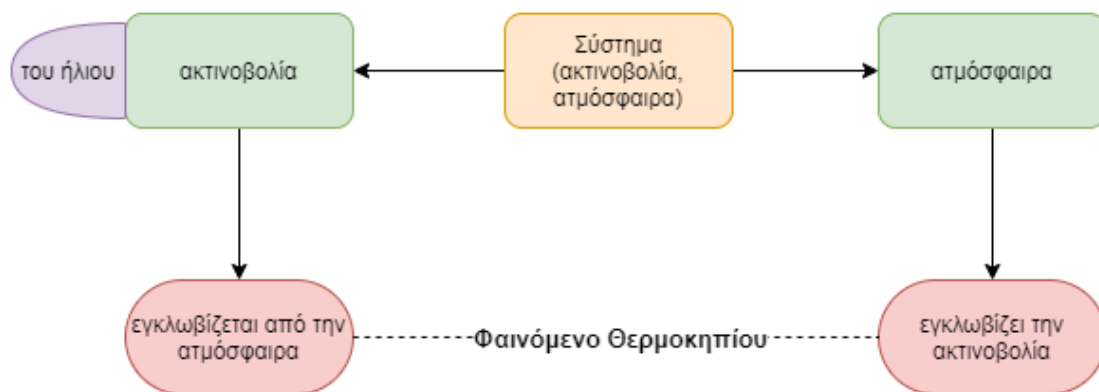 του ήλιου
ακτινοβολία
Σύστημα
(ακτινοβολία,
ατμόσφαιρα)
ατμόσφαιρα
εγκλωβίζεται από την
ατμόσφαιρα
Φαινόμενο Θερμοκηπίου
εγκλωβίζει την
ακτινοβολία